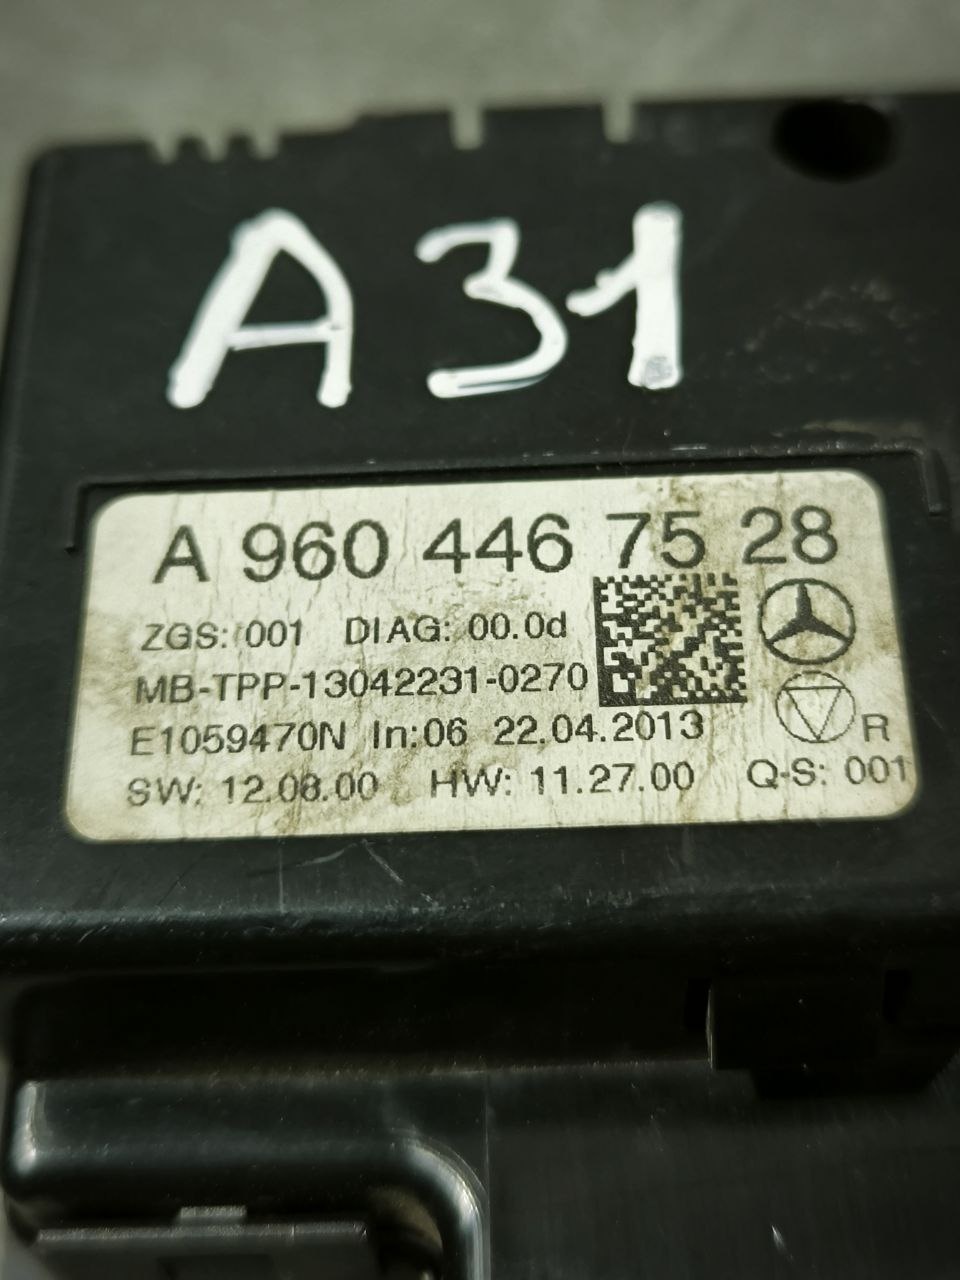 A31
A 960 446 75 28
ZGS: 001 DIAG: 00.0d
MB-TPP-13042231-0270
E1059470N In:06 22.04.2013
R
SW: 12.08.00 HW: 11.27.00 Q-S: 001